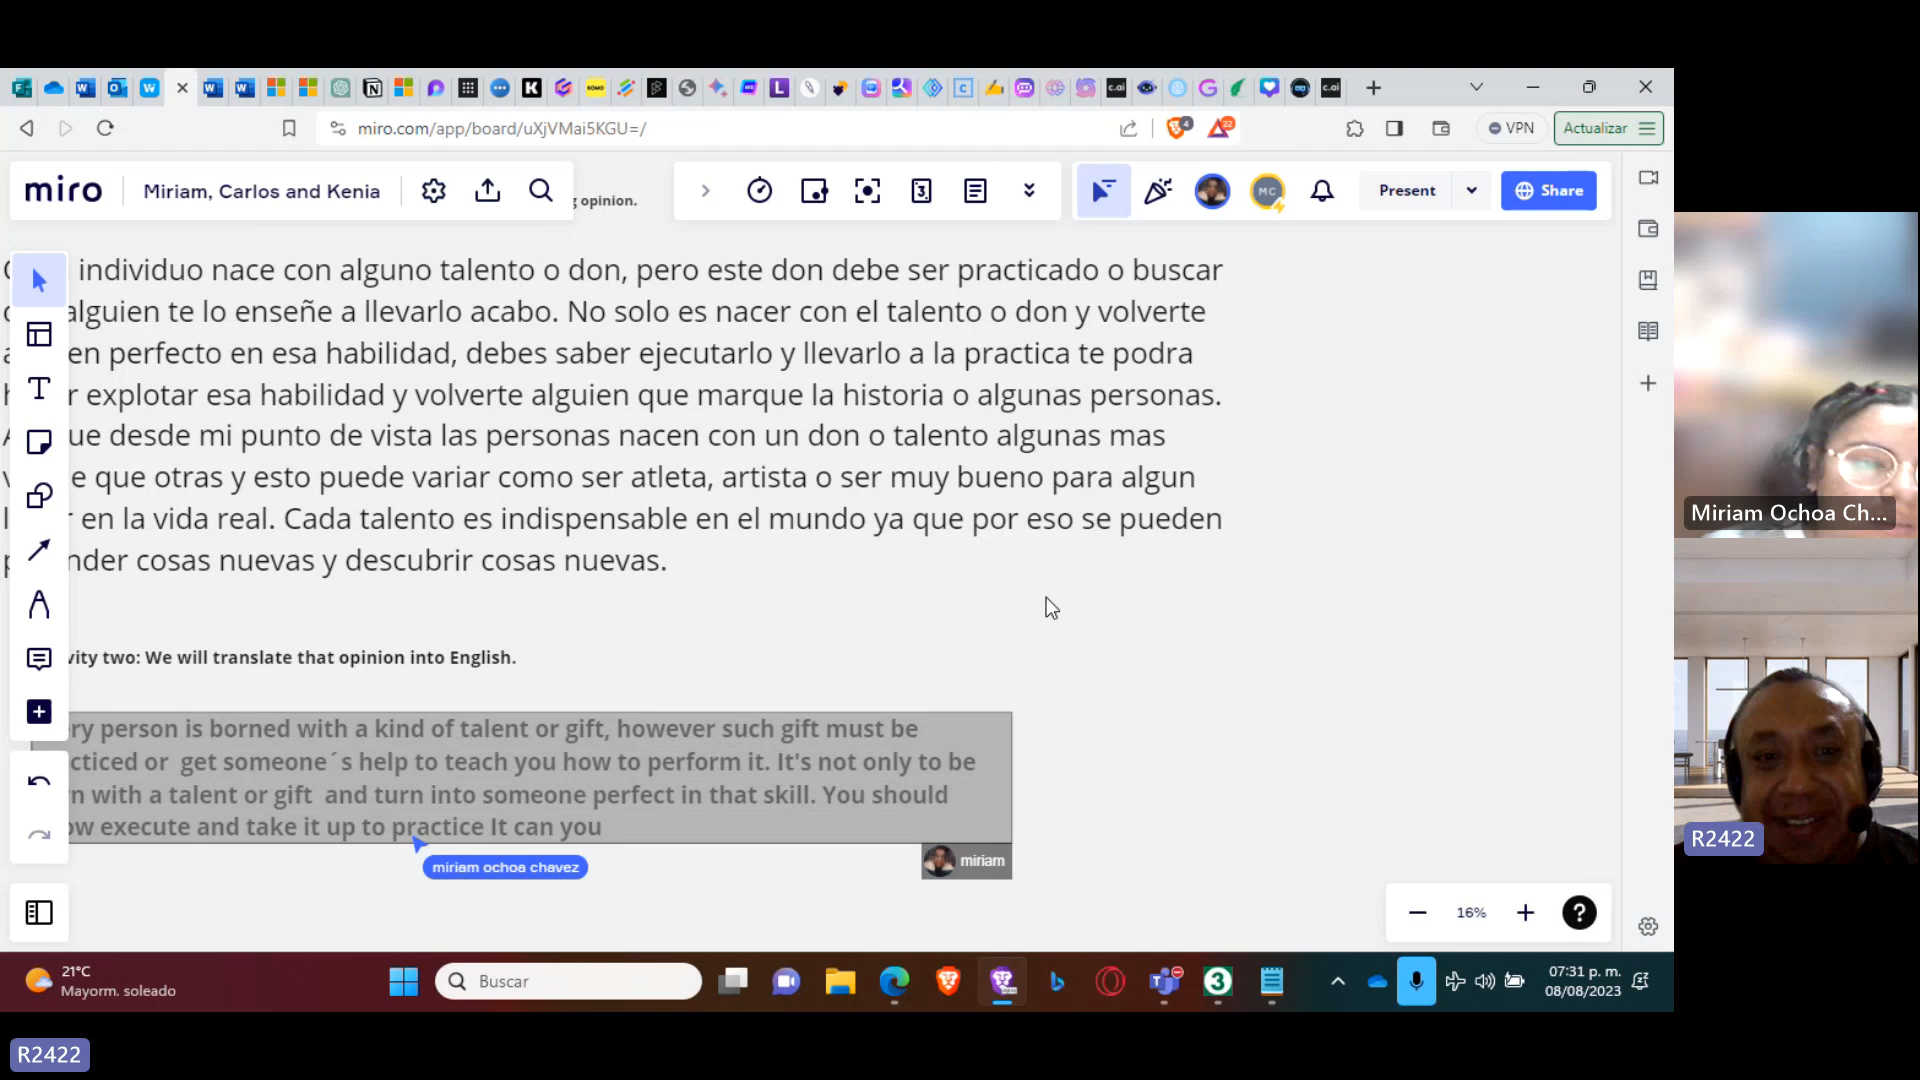 miro.com/app/board/uXjVMai5KGU=/
4
22
VPN
Actualizar
miro
Miriam, Carlos and Kenia
opinion.
3
MC
Present
Share
individuo nace con alguno talento o don, pero este don debe ser practicado o buscar
alguien te lo enseñe a llevarlo acabo. No solo es nacer con el talento o don y volverte
en perfecto en esa habilidad, debes saber ejecutarlo y llevarlo a la practica te podra
r explotar esa habilidad y volverte alguien que marque la historia o algunas personas.
ue desde mi punto de vista las personas nacen con un don o talento algunas mas
e que otras y esto puede variar como ser atleta, artista o ser muy bueno para algun
r en la vida real. Cada talento es indispensable en el mundo ya que por eso se pueden
nder cosas nuevas y descubrir cosas nuevas.
vity two: We will translate that opinion into English.
ry person is borned with a kind of talent or gift, however such gift must be
cticed or get someone´s help to teach you how to perform it. It's not only to be
n with a talent or gift and turn into someone perfect in that skill. You should
ow execute and take it up to practice It can you
miriam ochoa chavez
miriam
16%
?
Miriam Ochoa Ch...
R2422
21°C
Mayorm. soleado
Buscar
07:31 p. m.
08/08/2023
R2422